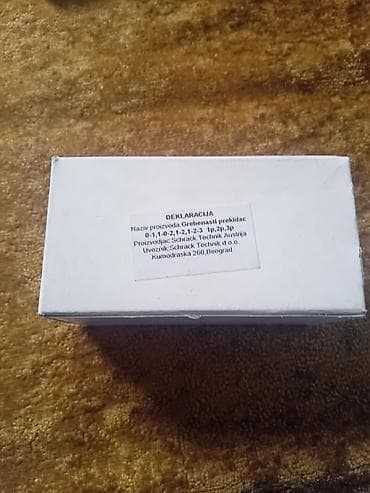 DEKLARACIJA
Naziv proizvoda:Grebenasti prekidac
0-1,1-0-2,1-2,1-2-3 1p,2p,3p
Proizvodjac:Schrack Technik Austrija
Uvoznik:Schrack Technik d.o.o.
Kumodraska 260,Beograd